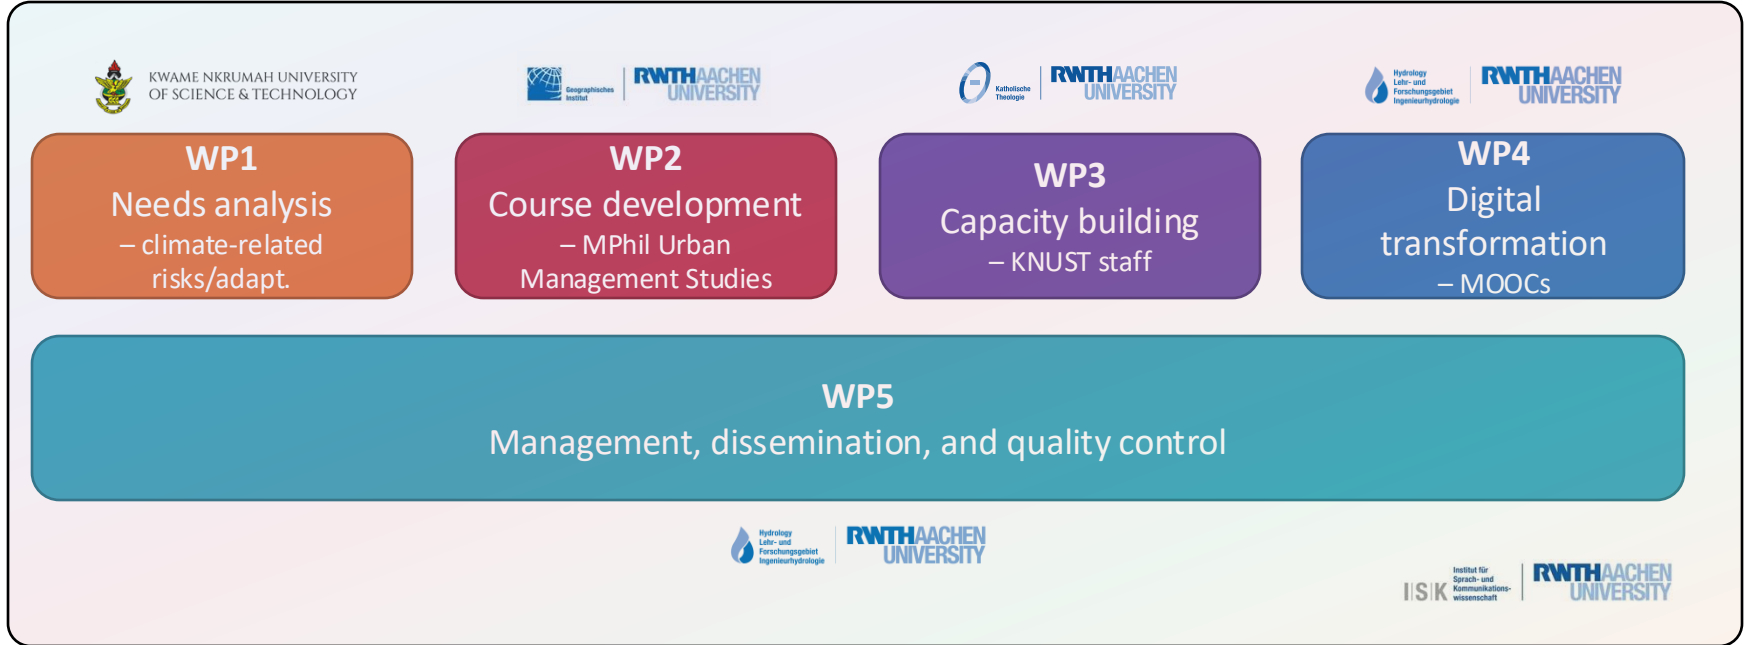 KWAME NKRUMAH UNIVERSITY
OF SCIENCE & TECHNOLOGY
Geographisches
Institut
RWTHAACHEN
UNIVERSITY
Katholische
Theologie
RWTHAACHEN
UNIVERSITY
Hydrology
Lehr- und
Forschungsgebiet
Ingenieurhydrologie
RWTHAACHEN
UNIVERSITY
WP1
Needs analysis
– climate-related
risks/adapt.
WP2
Course development
– MPhil Urban
Management Studies
WP3
Capacity building
– KNUST staff
WP4
Digital
transformation
– MOOCs
WP5
Management, dissemination, and quality control
Hydrology
Lehr- und
Forschungsgebiet
Ingenieurhydrologie
RWTHAACHEN
UNIVERSITY
I|S|K
Institut für
Sprach- und
Kommunikations-
wissenschaft
RWTHAACHEN
UNIVERSITY